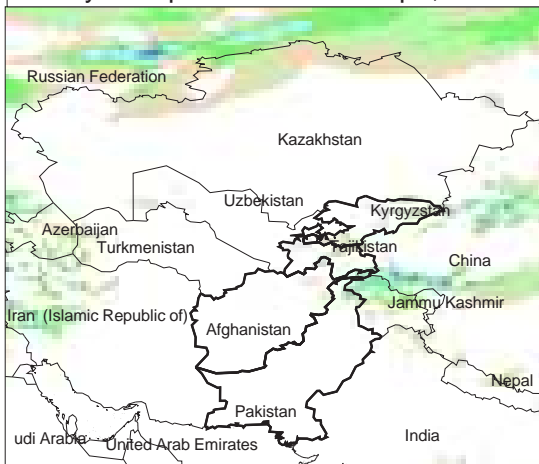 Russian Federation
Kazakhstan
Uzbekistan
Kyrgyzstan
Azerbaijan
Turkmenistan
Tajikistan
China
Jammu Kashmir
Iran (Islamic Republic of)
Afghanistan
Nepal
Pakistan
udi Arabia
United Arab Emirates
India